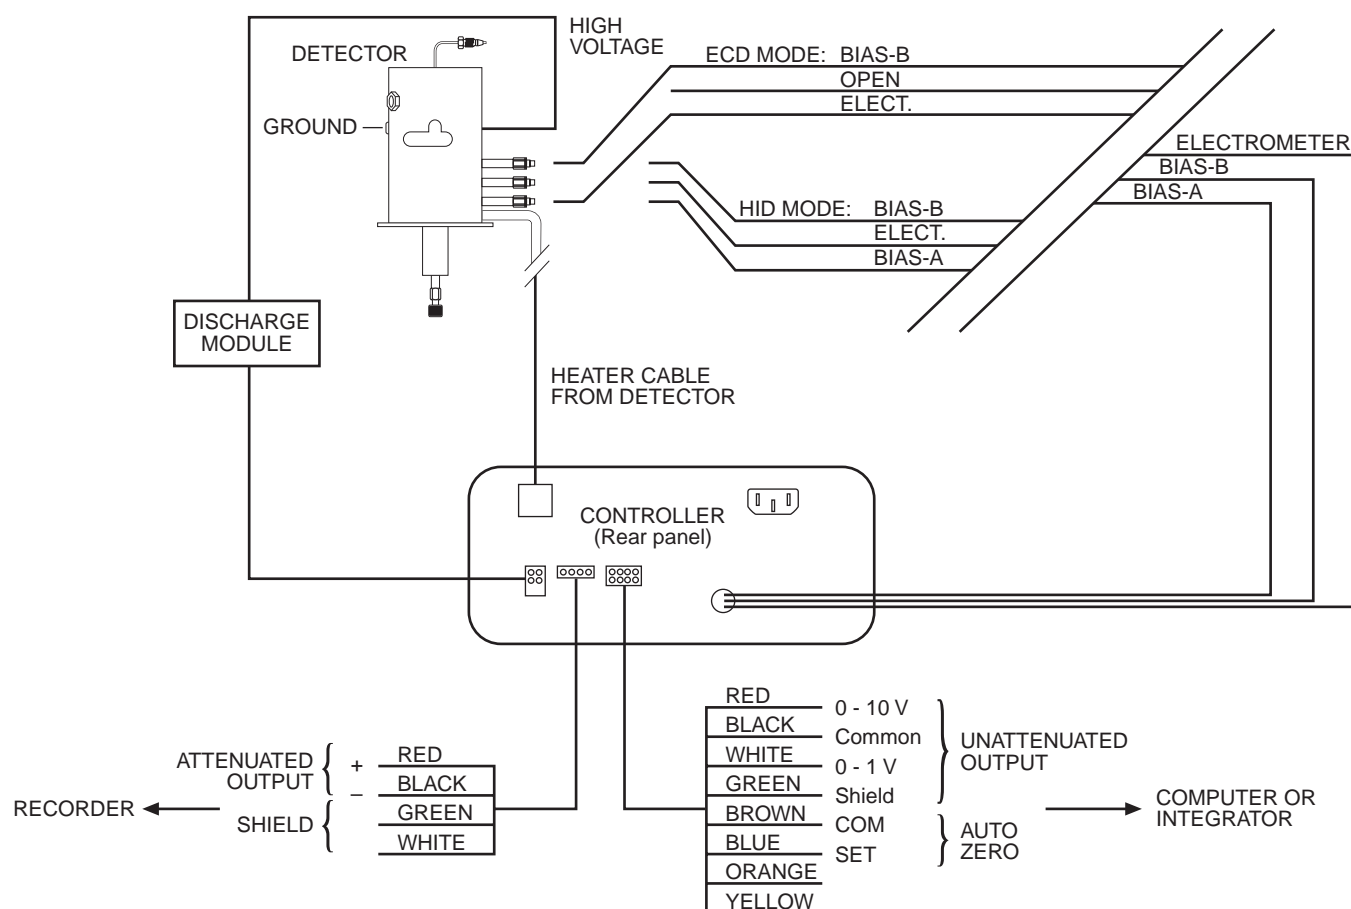 HIGH
VOLTAGE
DETECTOR
GROUND
ECD MODE: BIAS-B
OPEN
ELECT.
ELECTROMETER
BIAS-B
BIAS-A
HID MODE: BIAS-B
ELECT.
BIAS-A
DISCHARGE
MODULE
HEATER CABLE
FROM DETECTOR
CONTROLLER
(Rear panel)
ATTENUATED
OUTPUT
+
–
SHIELD
RED
BLACK
GREEN
WHITE
RECORDER
RED
BLACK
WHITE
GREEN
BROWN
BLUE
ORANGE
YELLOW
0 - 10 V
Common
0 - 1 V
Shield
COM
SET
UNATTENUATED
OUTPUT
AUTO
ZERO
COMPUTER OR
INTEGRATOR